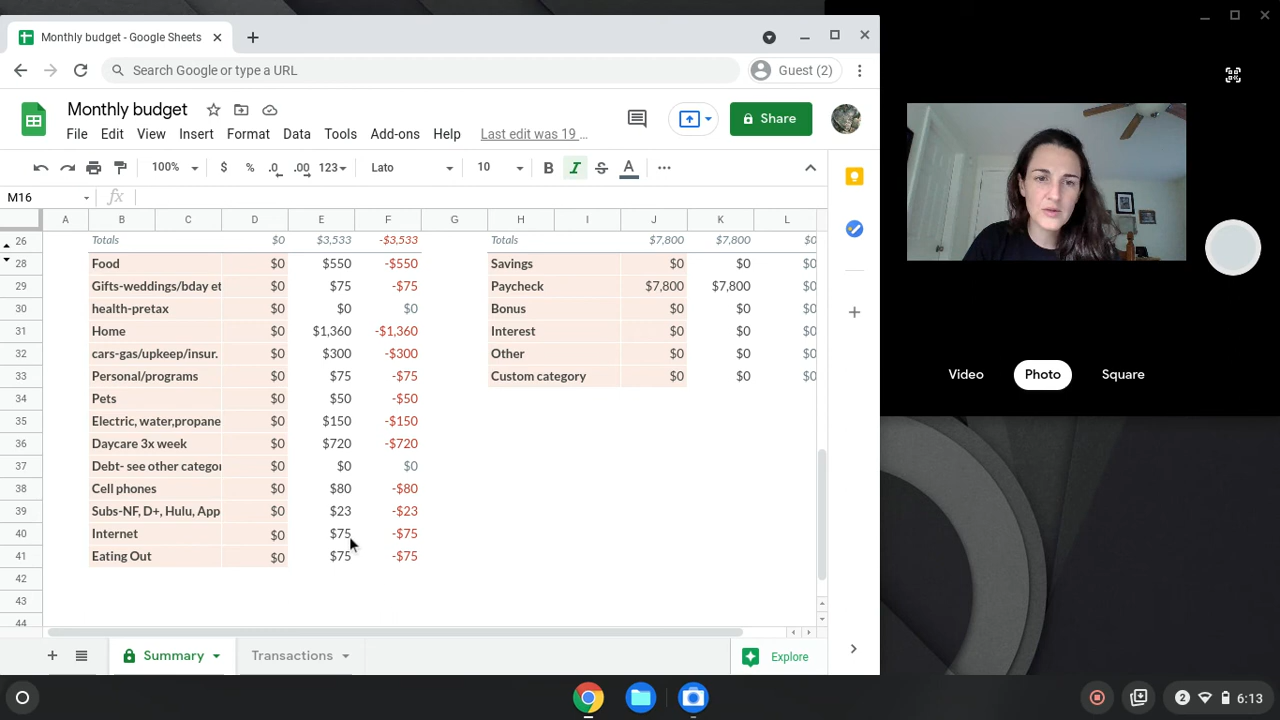 Monthly budget - Google Sheets
Search Google or type a URL
Guest (2)
Monthly budget
File Edit View Insert Format Data Tools Add-ons Help Last edit was 19 ...
Share
100% $ % .0 .00 123 Lato 10 B I S A
M16 fx
A B C D E F G H I J K L
26 Totals $0 $3,533 -$3,533 Totals $7,800 $7,800 $0
28 Food $0 $550 -$550 Savings $0 $0 $0
29 Gifts-weddings/bday et $0 $75 -$75 Paycheck $7,800 $7,800 $0
30 health-pretax $0 $0 $0 Bonus $0 $0 $0
31 Home $0 $1,360 -$1,360 Interest $0 $0 $0
32 cars-gas/upkeep/insur. $0 $300 -$300 Other $0 $0 $0
33 Personal/programs $0 $75 -$75 Custom category $0 $0 $0
34 Pets $0 $50 -$50
35 Electric, water,propane $0 $150 -$150
36 Daycare 3x week $0 $720 -$720
37 Debt- see other categor $0 $0 $0
38 Cell phones $0 $80 -$80
39 Subs-NF, D+, Hulu, App $0 $23 -$23
40 Internet $0 $75 -$75
41 Eating Out $0 $75 -$75
42
43
44
Summary Transactions Explore
Video Photo Square
2 6:13